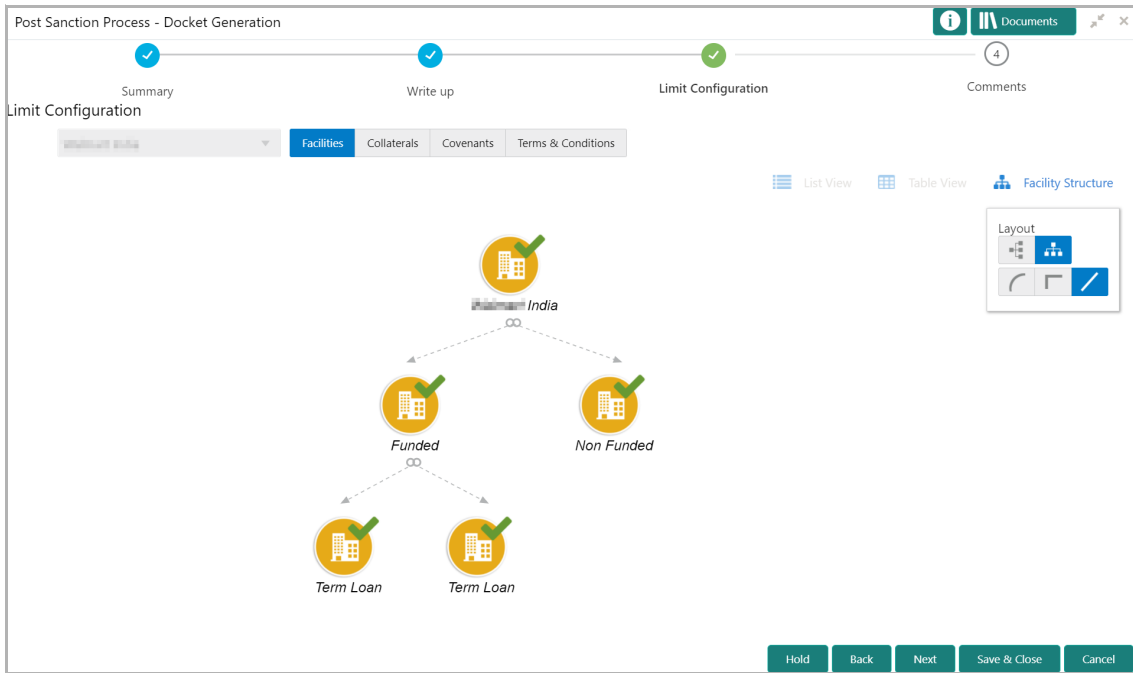 Post Sanction Process - Docket Generation
i Documents
4
Summary Write up Limit Configuration Comments
Limit Configuration
Facilities Collaterals Covenants Terms & Conditions
List View Table View Facility Structure
Layout
India
Funded Non Funded
Term Loan Term Loan
Hold Back Next Save & Close Cancel